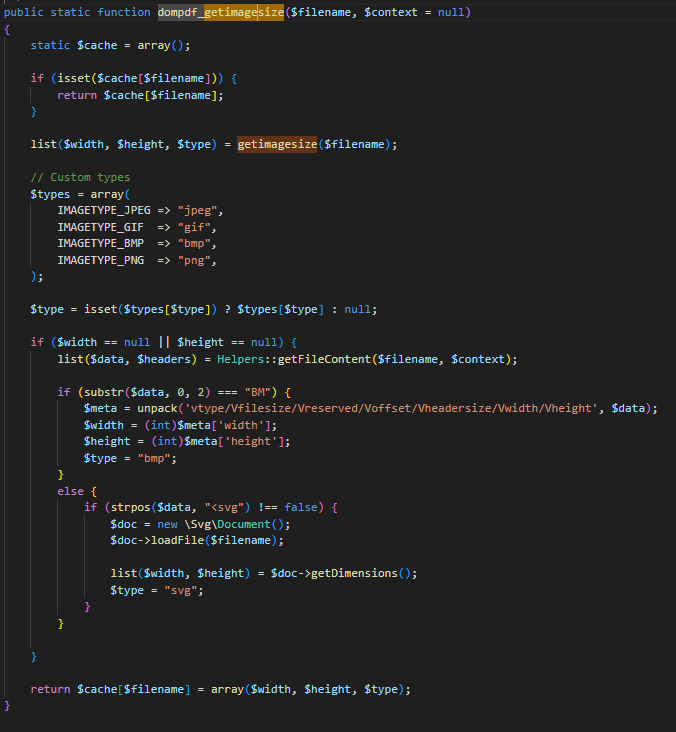 public static function dompdf_getimagesize($filename, $context = null)
{
    static $cache = array();

    if (isset($cache[$filename])) {
        return $cache[$filename];
    }

    list($width, $height, $type) = getimagesize($filename);

    // Custom types
    $types = array(
        IMAGETYPE_JPEG => "jpeg",
        IMAGETYPE_GIF  => "gif",
        IMAGETYPE_BMP  => "bmp",
        IMAGETYPE_PNG  => "png",
    );

    $type = isset($types[$type]) ? $types[$type] : null;

    if ($width == null || $height == null) {
        list($data, $headers) = Helpers::getFileContent($filename, $context);

        if (substr($data, 0, 2) === "BM") {
            $meta = unpack('vtype/Vfilesize/Vreserved/Voffset/Vheadersize/Vwidth/Vheight', $data);
            $width = (int)$meta['width'];
            $height = (int)$meta['height'];
            $type = "bmp";
        }
        else {
            if (strpos($data, "<svg") !== false) {
                $doc = new \Svg\Document();
                $doc->loadFile($filename);

                list($width, $height) = $doc->getDimensions();
                $type = "svg";
            }
        }

    }

    return $cache[$filename] = array($width, $height, $type);
}